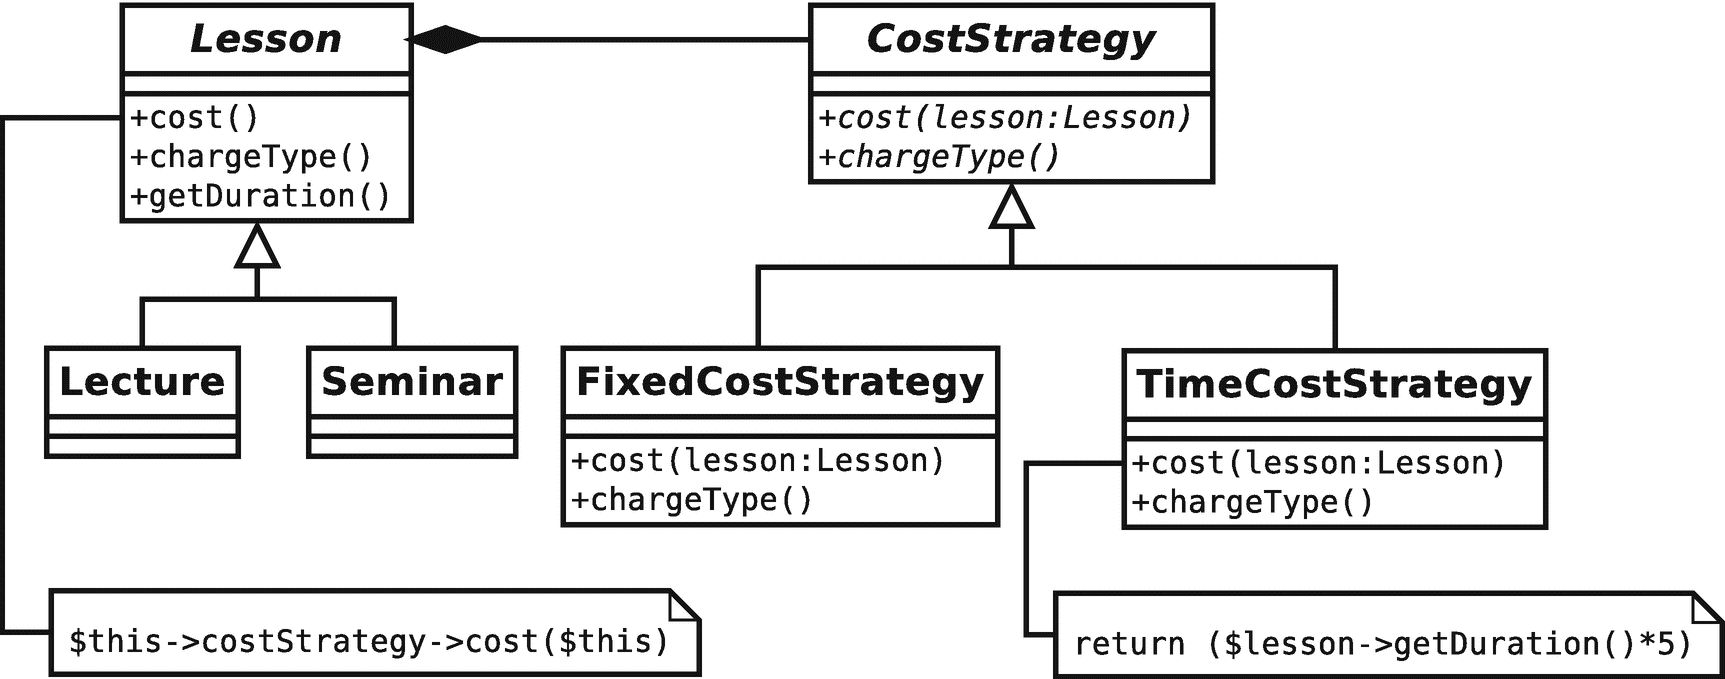 Lesson
+cost()
+chargeType()
+getDuration()
CostStrategy
+cost(lesson:Lesson)
+chargeType()
Lecture
Seminar
FixedCostStrategy
+cost(lesson:Lesson)
+chargeType()
TimeCostStrategy
+cost(lesson:Lesson)
+chargeType()
$this->costStrategy->cost($this)
return ($lesson->getDuration()*5)